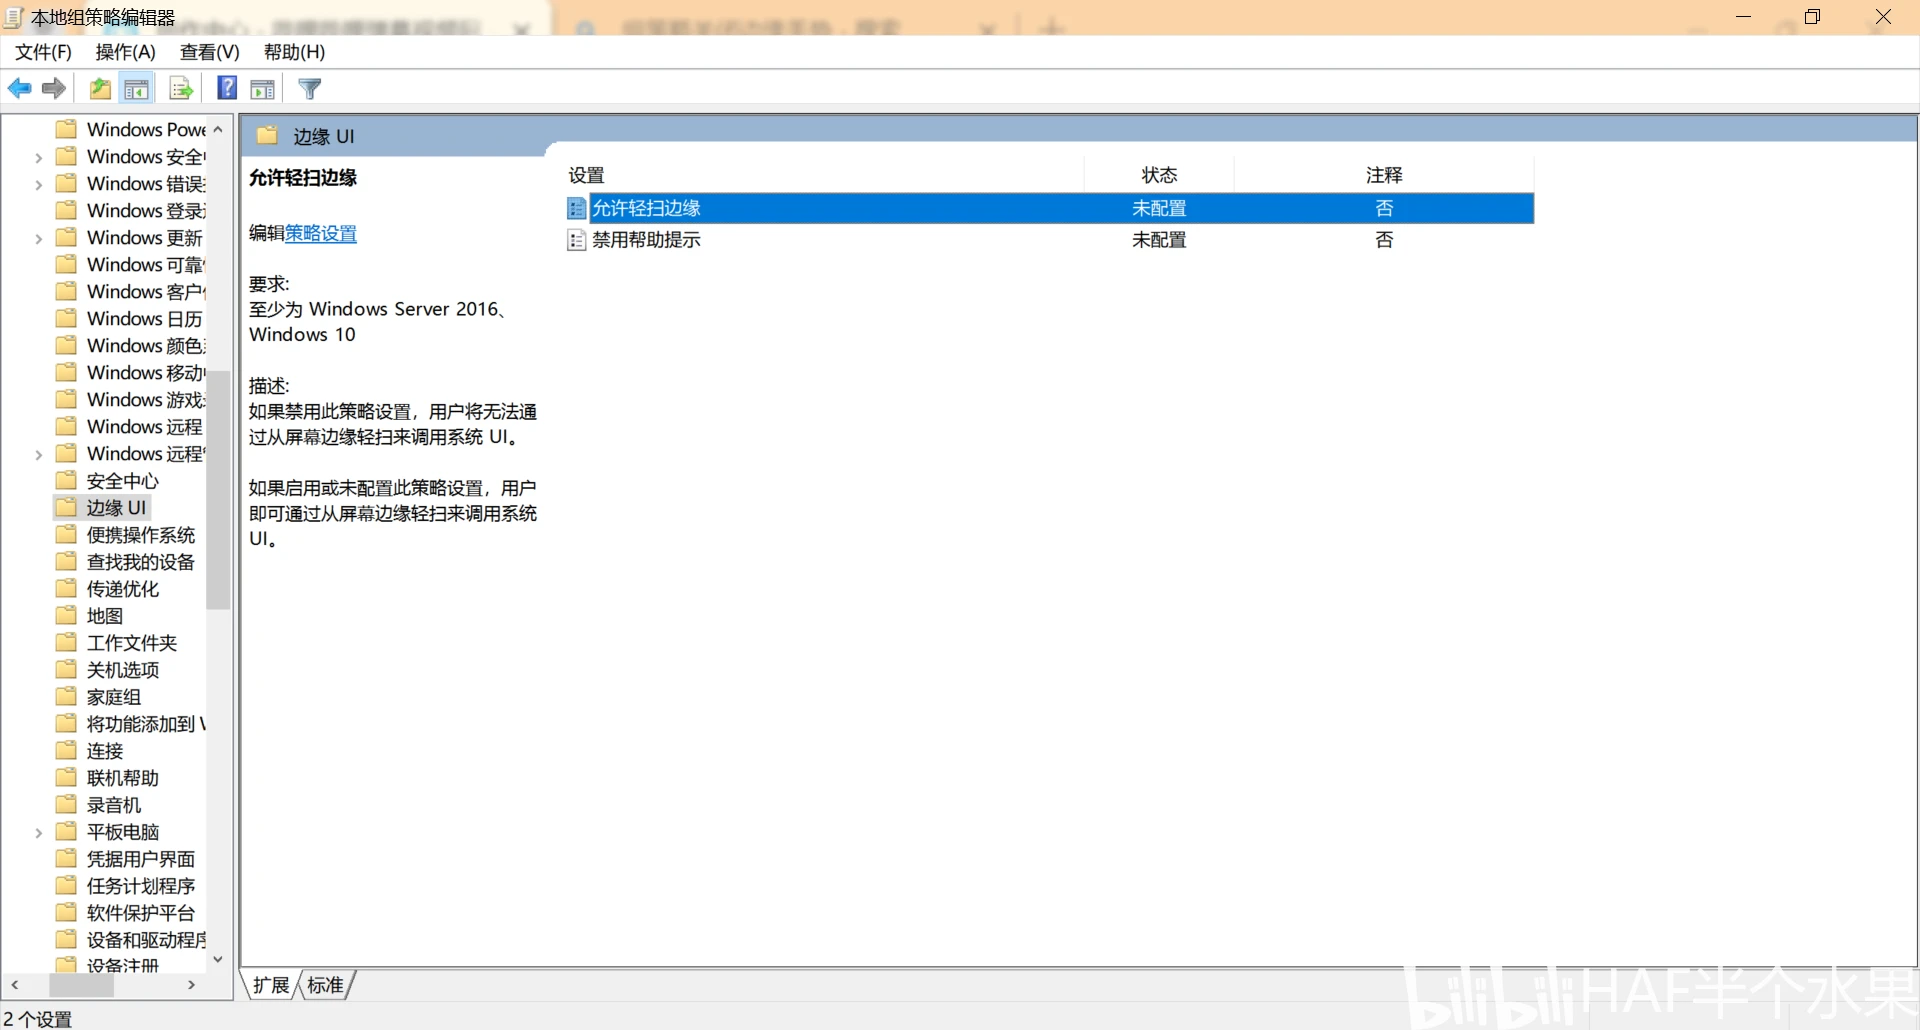 本地组策略编辑器
文件(F) 操作(A) 查看(V) 帮助(H)
Windows Powe
Windows 安全
Windows 错误
Windows 登录
Windows 更新
Windows 可靠
Windows 客户
Windows 日历
Windows 颜色
Windows 移动
Windows 游戏
Windows 远程
Windows 远程
安全中心
边缘 UI
便携操作系统
查找我的设备
传递优化
地图
工作文件夹
关机选项
家庭组
将功能添加到 W
连接
联机帮助
录音机
平板电脑
凭据用户界面
任务计划程序
软件保护平台
设备和驱动程序
设备注册
边缘 UI
允许轻扫边缘
编辑策略设置
要求:
至少为 Windows Server 2016、
Windows 10
描述:
如果禁用此策略设置，用户将无法通
过从屏幕边缘轻扫来调用系统 UI。
如果启用或未配置此策略设置，用户
即可通过从屏幕边缘轻扫来调用系统
UI。
设置 状态 注释
允许轻扫边缘 未配置 否
禁用帮助提示 未配置 否
扩展 标准
2 个设置
bilibili HAF半个水果